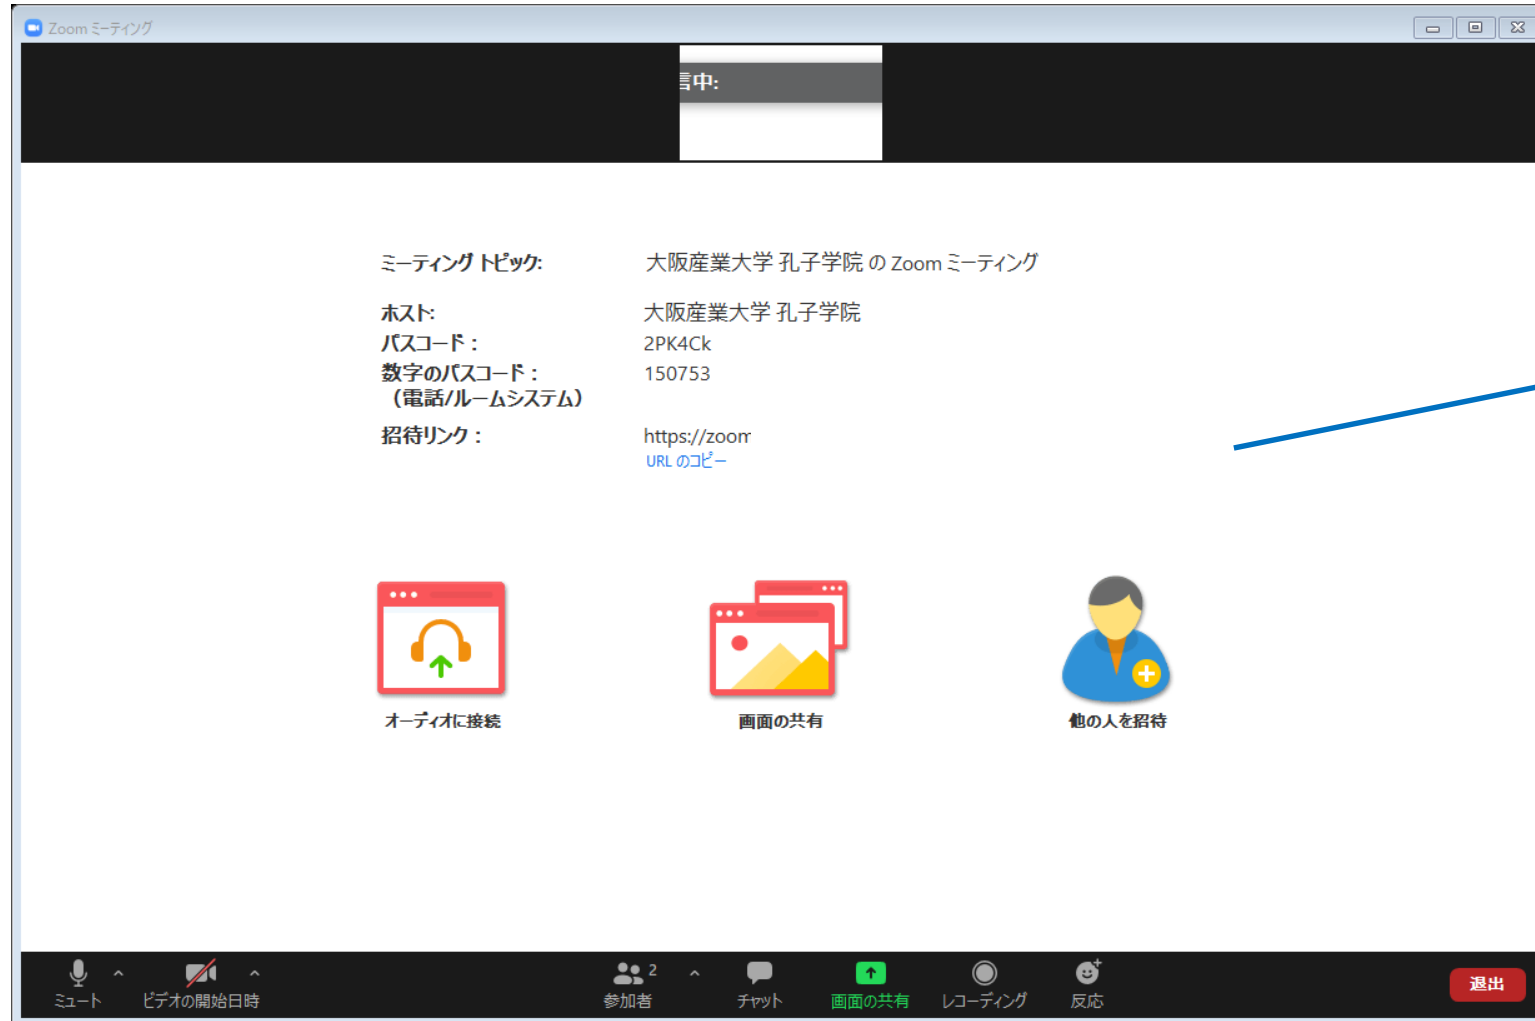 Zoom ミーティング
言中:
ミーティング トピック: 大阪産業大学 孔子学院 の Zoom ミーティング
ホスト: 大阪産業大学 孔子学院
パスコード： 2PK4Ck
数字のパスコード： 150753
（電話/ルームシステム）
招待リンク： https://zoom
URL のコピー
オーディオに接続 画面の共有 他の人を招待
2
ミュート ビデオの開始日時 参加者 チャット 画面の共有 レコーディング 反応 退出